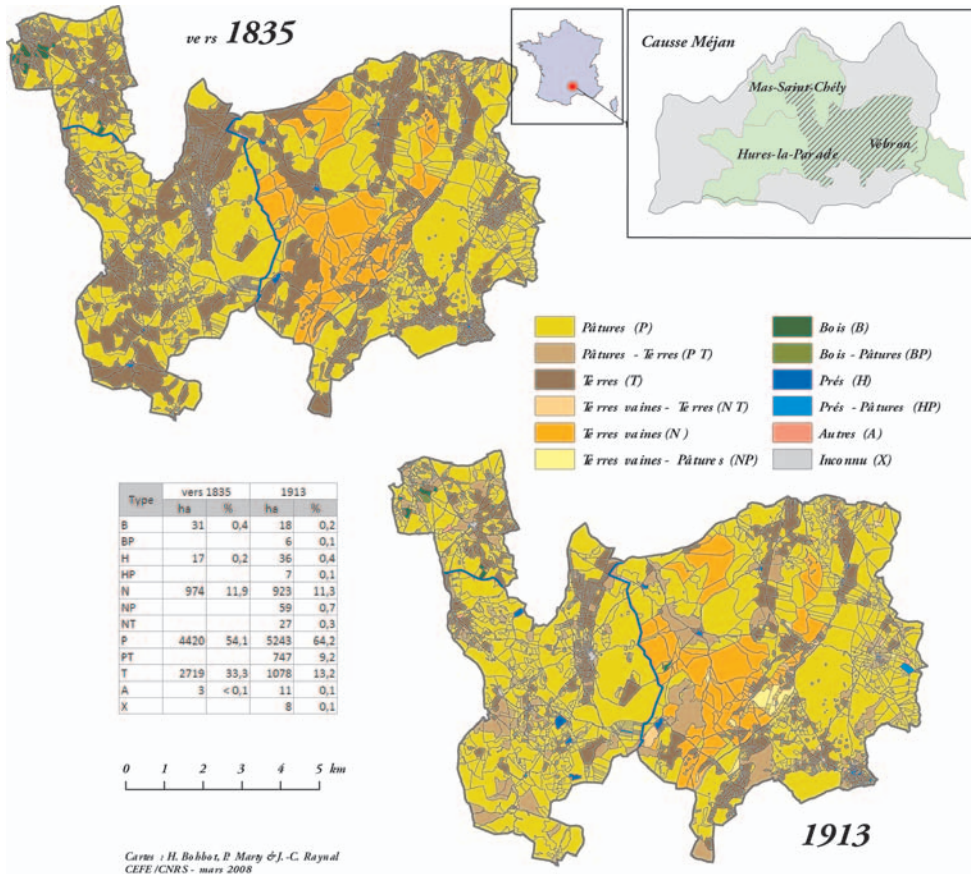 vers 1835
Causse Méjan
Mas-Saint-Chély
Hures-la-Parade
Vébron
Pâtures (P)
Pâtures - Terres (PT)
Terres (T)
Terres vaines - Terres (NT)
Terres vaines (N)
Terres vaines - Pâtures (NP)
Bois (B)
Bois - Pâtures (BP)
Prés (H)
Prés - Pâtures (HP)
Autres (A)
Inconnu (X)
Type vers 1835 1913
ha % ha %
B 31 0,4 18 0,2
BP 6 0,1
H 17 0,2 36 0,4
HP 7 0,1
N 974 11,9 923 11,3
NP 59 0,7
NT 27 0,3
P 4420 54,1 5243 64,2
PT 747 9,2
T 2719 33,3 1078 13,2
A 3 <0,1 11 0,1
X 8 0,1
0 1 2 3 4 5 km
1913
Cartes : H. Bohbot, P. Marty & J.-C. Raynal
CEFE/CNRS - mars 2008